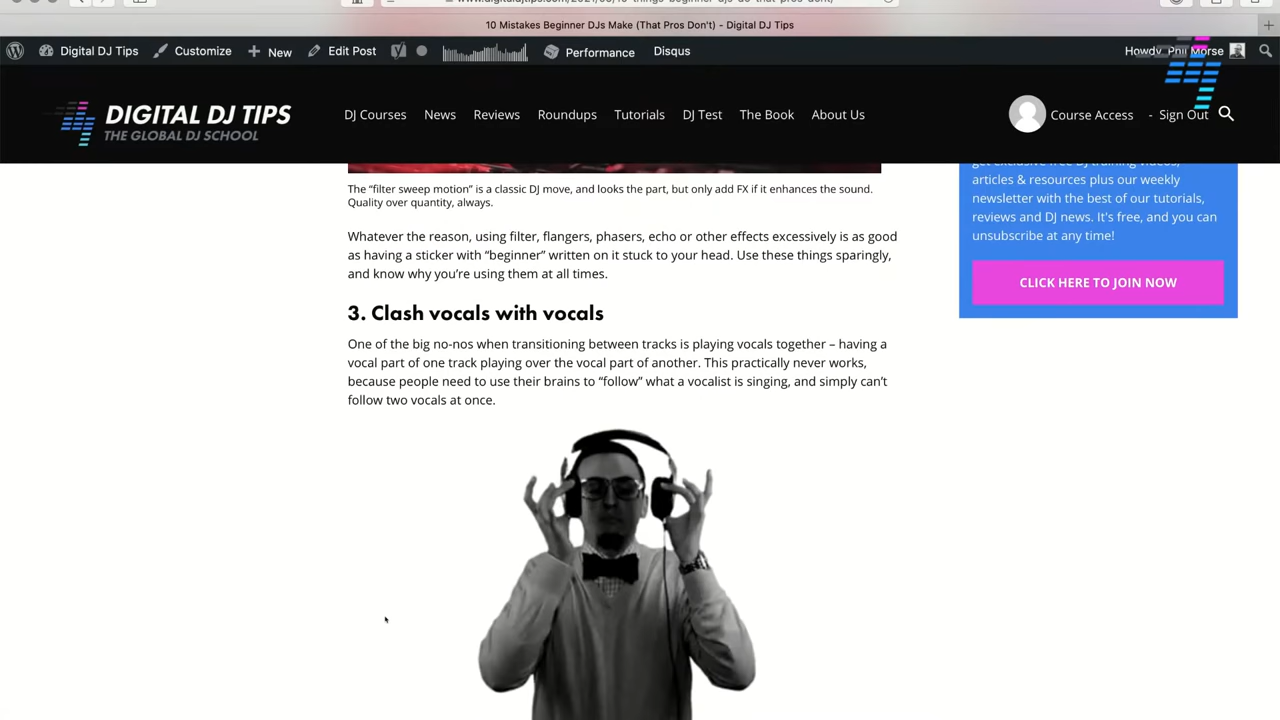 10 Mistakes Beginner DJs Make (That Pros Don't) - Digital DJ Tips
Digital DJ Tips Customize New Edit Post Performance Disqus Howdy, Phil Morse
DIGITAL DJ TIPS
THE GLOBAL DJ SCHOOL
DJ Courses News Reviews Roundups Tutorials DJ Test The Book About Us Course Access - Sign Out
The “filter sweep motion” is a classic DJ move, and looks the part, but only add FX if it enhances the sound.
Quality over quantity, always.
Whatever the reason, using filter, flangers, phasers, echo or other effects excessively is as good
as having a sticker with “beginner” written on it stuck to your head. Use these things sparingly,
and know why you’re using them at all times.
3. Clash vocals with vocals
One of the big no-nos when transitioning between tracks is playing vocals together – having a
vocal part of one track playing over the vocal part of another. This practically never works,
because people need to use their brains to “follow” what a vocalist is singing, and simply can’t
follow two vocals at once.
get exclusive free DJ training videos,
articles & resources plus our weekly
newsletter with the best of our tutorials,
reviews and DJ news. It's free, and you can
unsubscribe at any time!
CLICK HERE TO JOIN NOW